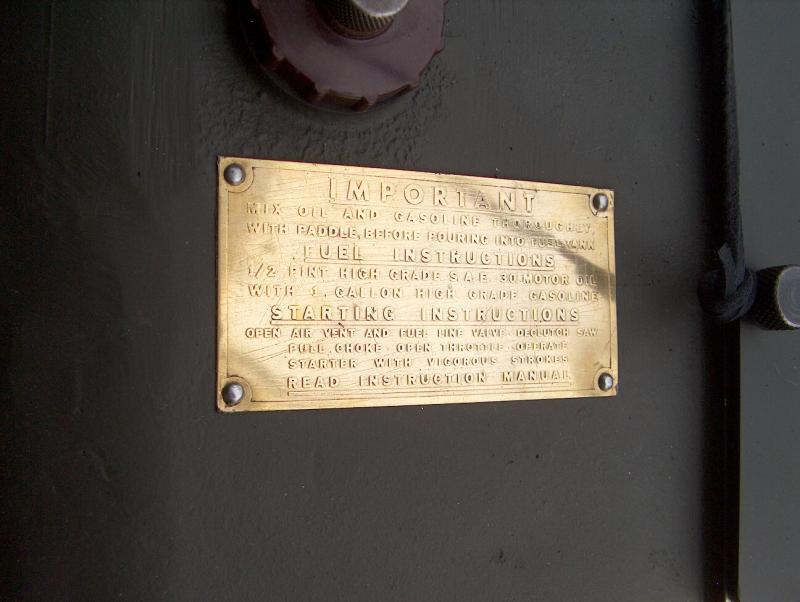 IMPORTANT
MIX OIL AND GASOLINE THOROUGHLY,
WITH PADDLE, BEFORE POURING INTO FUEL TANK
FUEL INSTRUCTIONS
1/2 PINT HIGH GRADE S.A.E. 30-MOTOR OIL
WITH 1. GALLON HIGH GRADE GASOLINE
STARTING INSTRUCTIONS
OPEN AIR VENT AND FUEL LINE VALVE - DECLUTCH SAW
PULL CHOKE - OPEN THROTTLE - OPERATE
STARTER WITH VIGOROUS STROKES
READ INSTRUCTION MANUAL